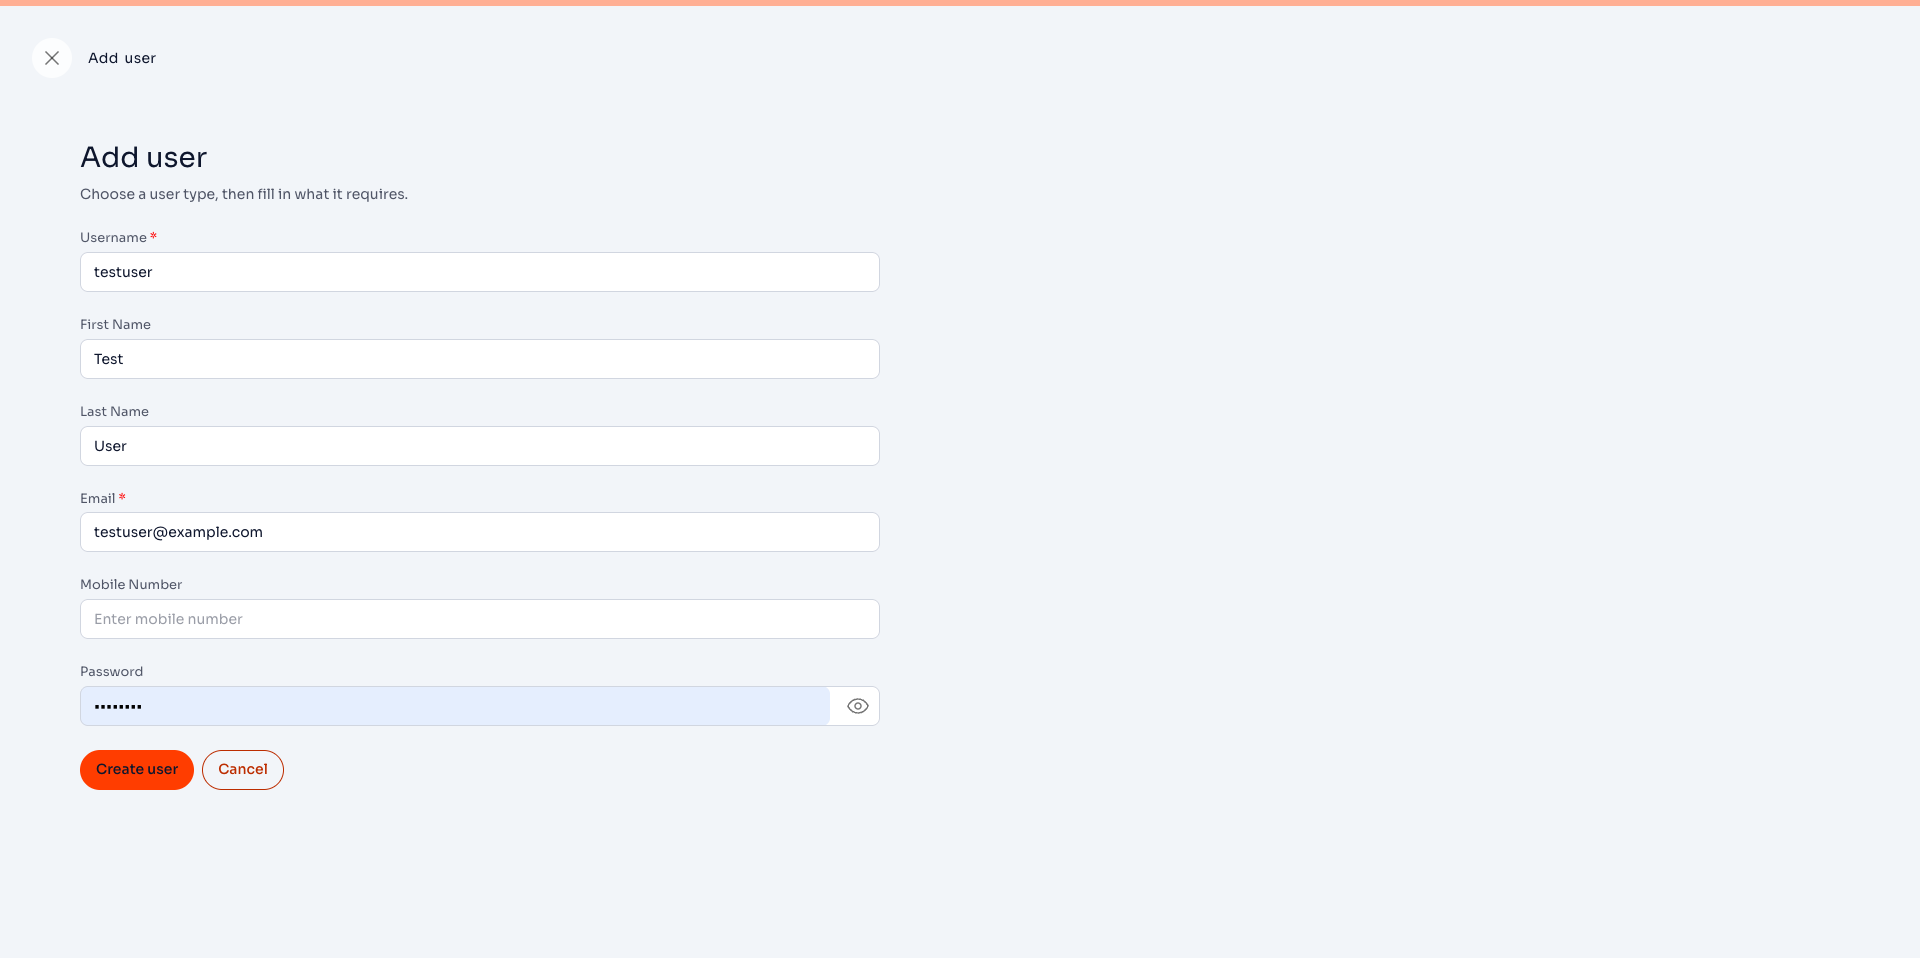 Add user
Add user
Choose a user type, then fill in what it requires.
Username *
testuser
First Name
Test
Last Name
User
Email *
testuser@example.com
Mobile Number
Enter mobile number
Password
••••••••
Create user
Cancel